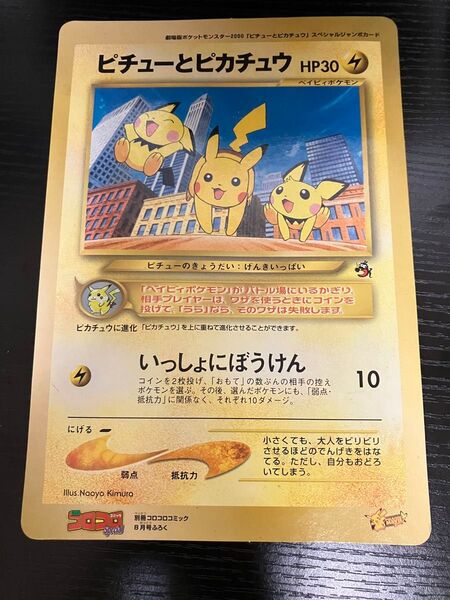 劇場版ポケットモンスター2000「ピチューとピカチュウ」スペシャルジャンボカード
ピチューとピカチュウ HP30
ベイビィポケモン
ピチューのきょうだい：げんきいっぱい
「ベイビィポケモン」がバトル場にいるかぎり、
相手プレイヤーは、ワザを使うときにコインを
投げて、「うら」なら、そのワザは失敗します。
ピカチュウに進化 「ピカチュウ」を上に重ねて進化させることができます。
いっしょにぼうけん 10
コインを2枚投げ、「おもて」の数ぶんの相手の控え
ポケモンを選ぶ。その後、選んだポケモンにも、「弱点・
抵抗力」に関係なく、それぞれ10ダメージ。
にげる
弱点 抵抗力
小さくても、大人をビリビリ
させるほどのでんげきをはな
てる。ただし、自分もおどろ
いてしまう。
Illus.Naoyo Kimura
コロコロ
別冊コロコロコミック
8月号ふろく